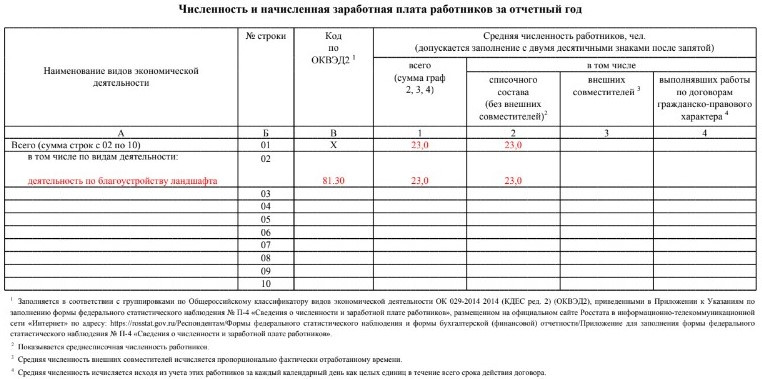 Численность и начисленная заработная плата работников за отчетный год
Наименование видов экономической
деятельности
№ строки
Код
по
ОКВЭД2 1
Средняя численность работников, чел.
(допускается заполнение с двумя десятичными знаками после запятой)
всего
(сумма граф
2, 3, 4)
в том числе
списочного
состава
(без внешних
совместителей)2
внешних
совместителей 3
выполнявших работы
по договорам
гражданско-правового
характера 4
А Б В 1 2 3 4
Всего (сумма строк с 02 по 10) 01 X 23,0 23,0
в том числе по видам деятельности: 02
деятельность по благоустройству ландшафта 81.30 23,0 23,0
03
04
05
06
07
08
09
10
1 Заполняется в соответствии с группировками по Общероссийскому классификатору видов экономической деятельности ОК 029-2014 2014 (КДЕС ред. 2) (ОКВЭД2), приведенными в Приложении к Указаниям по
заполнению формы федерального статистического наблюдения № П-4 «Сведения о численности и заработной плате работников», размещенном на официальном сайте Росстата в информационно-телекоммуникационной
сети «Интернет» по адресу: https://rosstat.gov.ru/Респондентам/Формы федерального статистического наблюдения и формы бухгалтерской (финансовой) отчетности/Приложение для заполнения формы федерального
статистического наблюдения № П-4 «Сведения о численности и заработной плате работников».
2 Показывается среднесписочная численность работников.
3 Средняя численность внешних совместителей исчисляется пропорционально фактически отработанному времени.
4 Средняя численность исчисляется исходя из учета этих работников за каждый календарный день как целых единиц в течение всего срока действия договора.